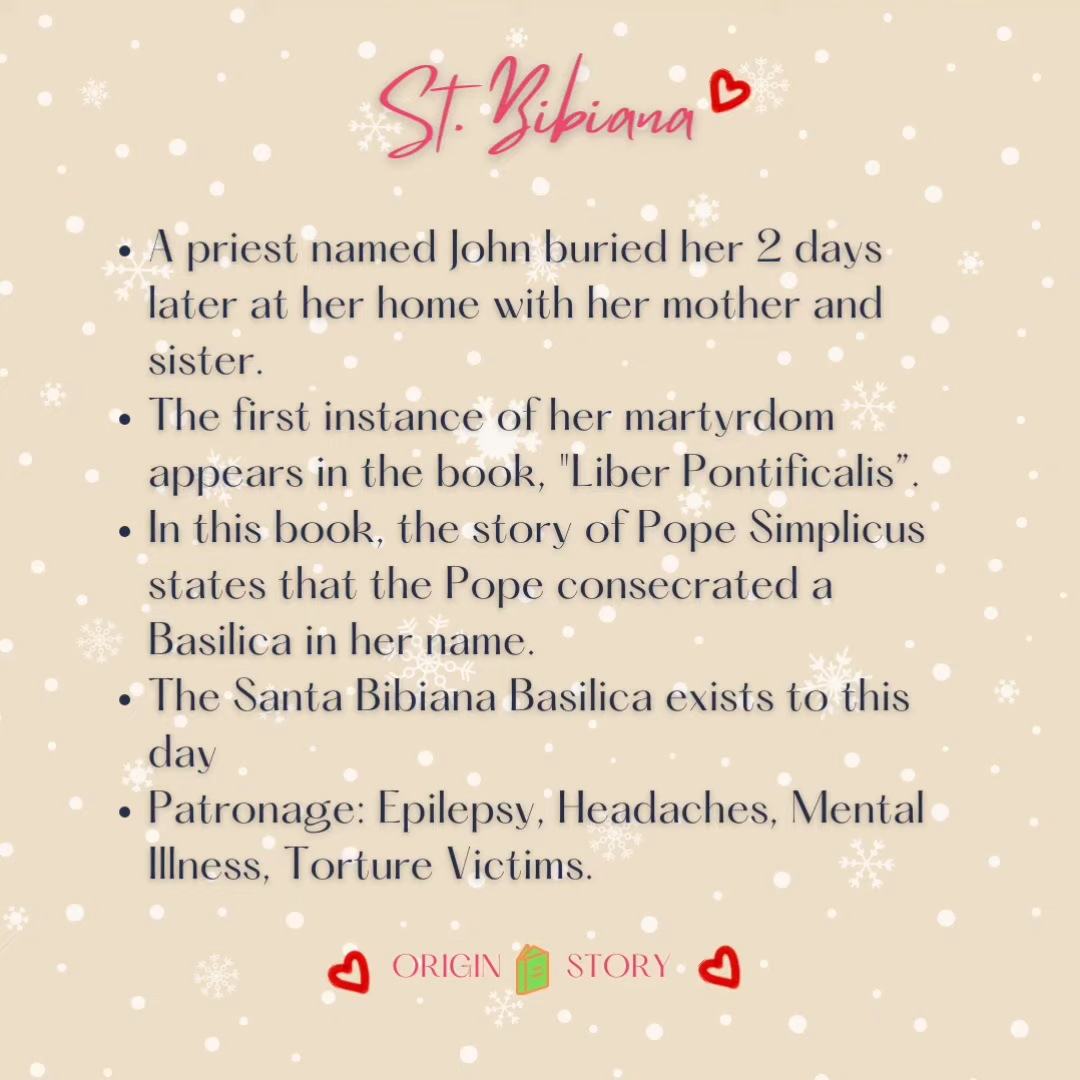 St. Bibiana
• A priest named John buried her 2 days
later at her home with her mother and
sister.
• The first instance of her martyrdom
appears in the book, "Liber Pontificalis”.
• In this book, the story of Pope Simplicus
states that the Pope consecrated a
Basilica in her name.
• The Santa Bibiana Basilica exists to this
day
• Patronage: Epilepsy, Headaches, Mental
Illness, Torture Victims.
ORIGIN STORY